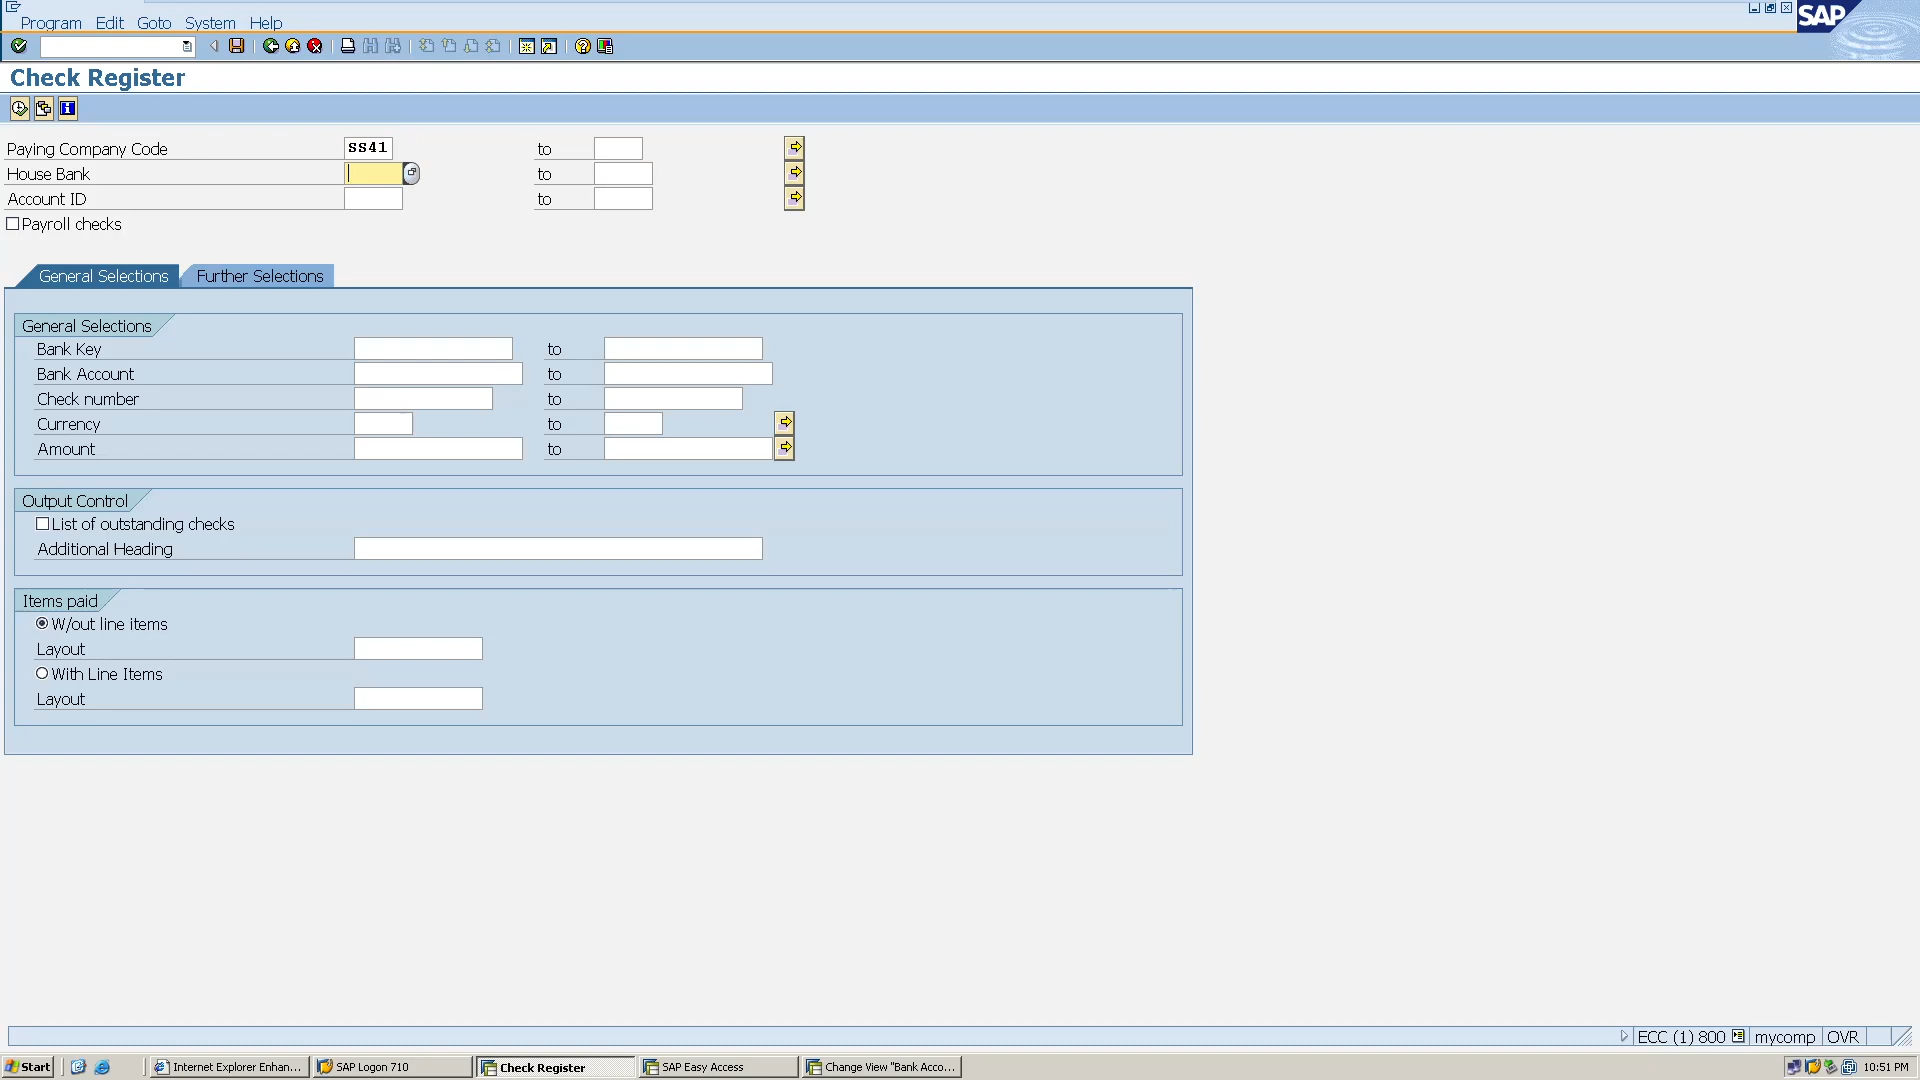 Program Edit Goto System Help
SAP
Check Register
Paying Company Code SS41 to
House Bank to
Account ID to
Payroll checks
General Selections Further Selections
General Selections
Bank Key to
Bank Account to
Check number to
Currency to
Amount to
Output Control
List of outstanding checks
Additional Heading
Items paid
W/out line items
Layout
With Line Items
Layout
ECC (1) 800 mycomp OVR
Start Internet Explorer Enhan... SAP Logon 710 Check Register SAP Easy Access Change View "Bank Acco... 10:51 PM